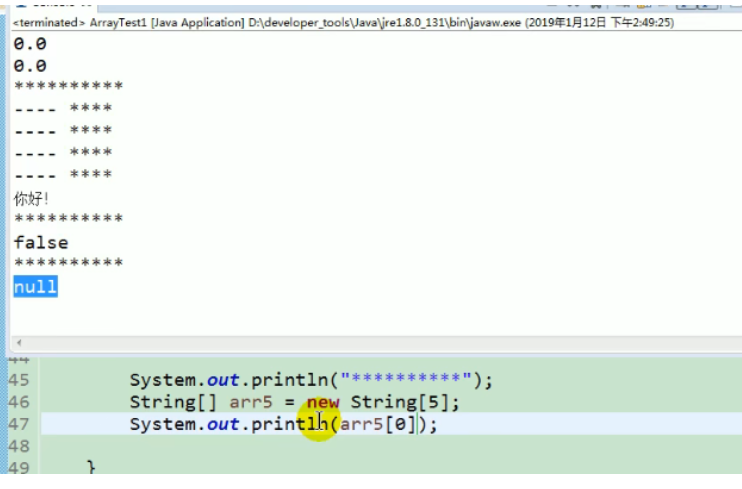 <terminated> ArrayTest1 [Java Application] D:\developer_tools\Java\jre1.8.0_131\bin\javaw.exe (2019年1月12日 下午2:49:25)
0.0
0.0
**********
---- ****
---- ****
---- ****
---- ****
你好!
**********
false
**********
null
44
45 System.out.println("**********");
46 String[] arr5 = new String[5];
47 System.out.println(arr5[0]);
48
49 }